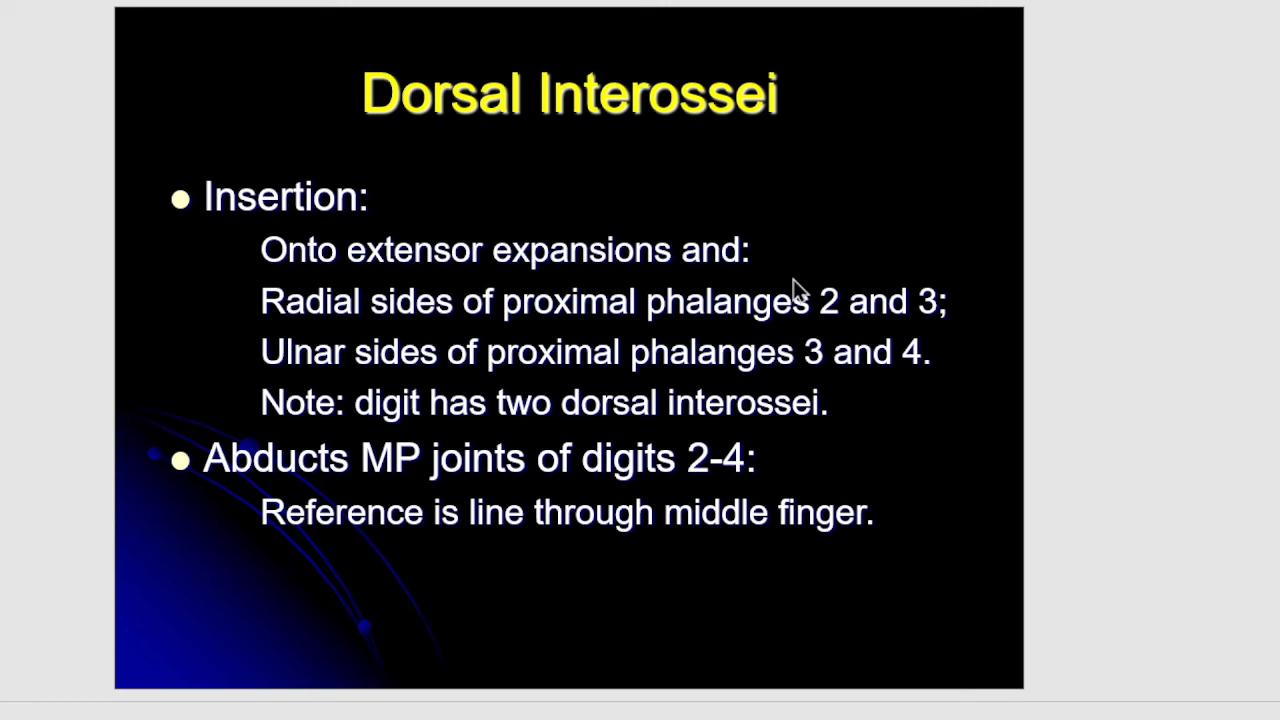 Dorsal Interossei
Insertion:
Onto extensor expansions and:
Radial sides of proximal phalanges 2 and 3;
Ulnar sides of proximal phalanges 3 and 4.
Note: digit has two dorsal interossei.
Abducts MP joints of digits 2-4:
Reference is line through middle finger.